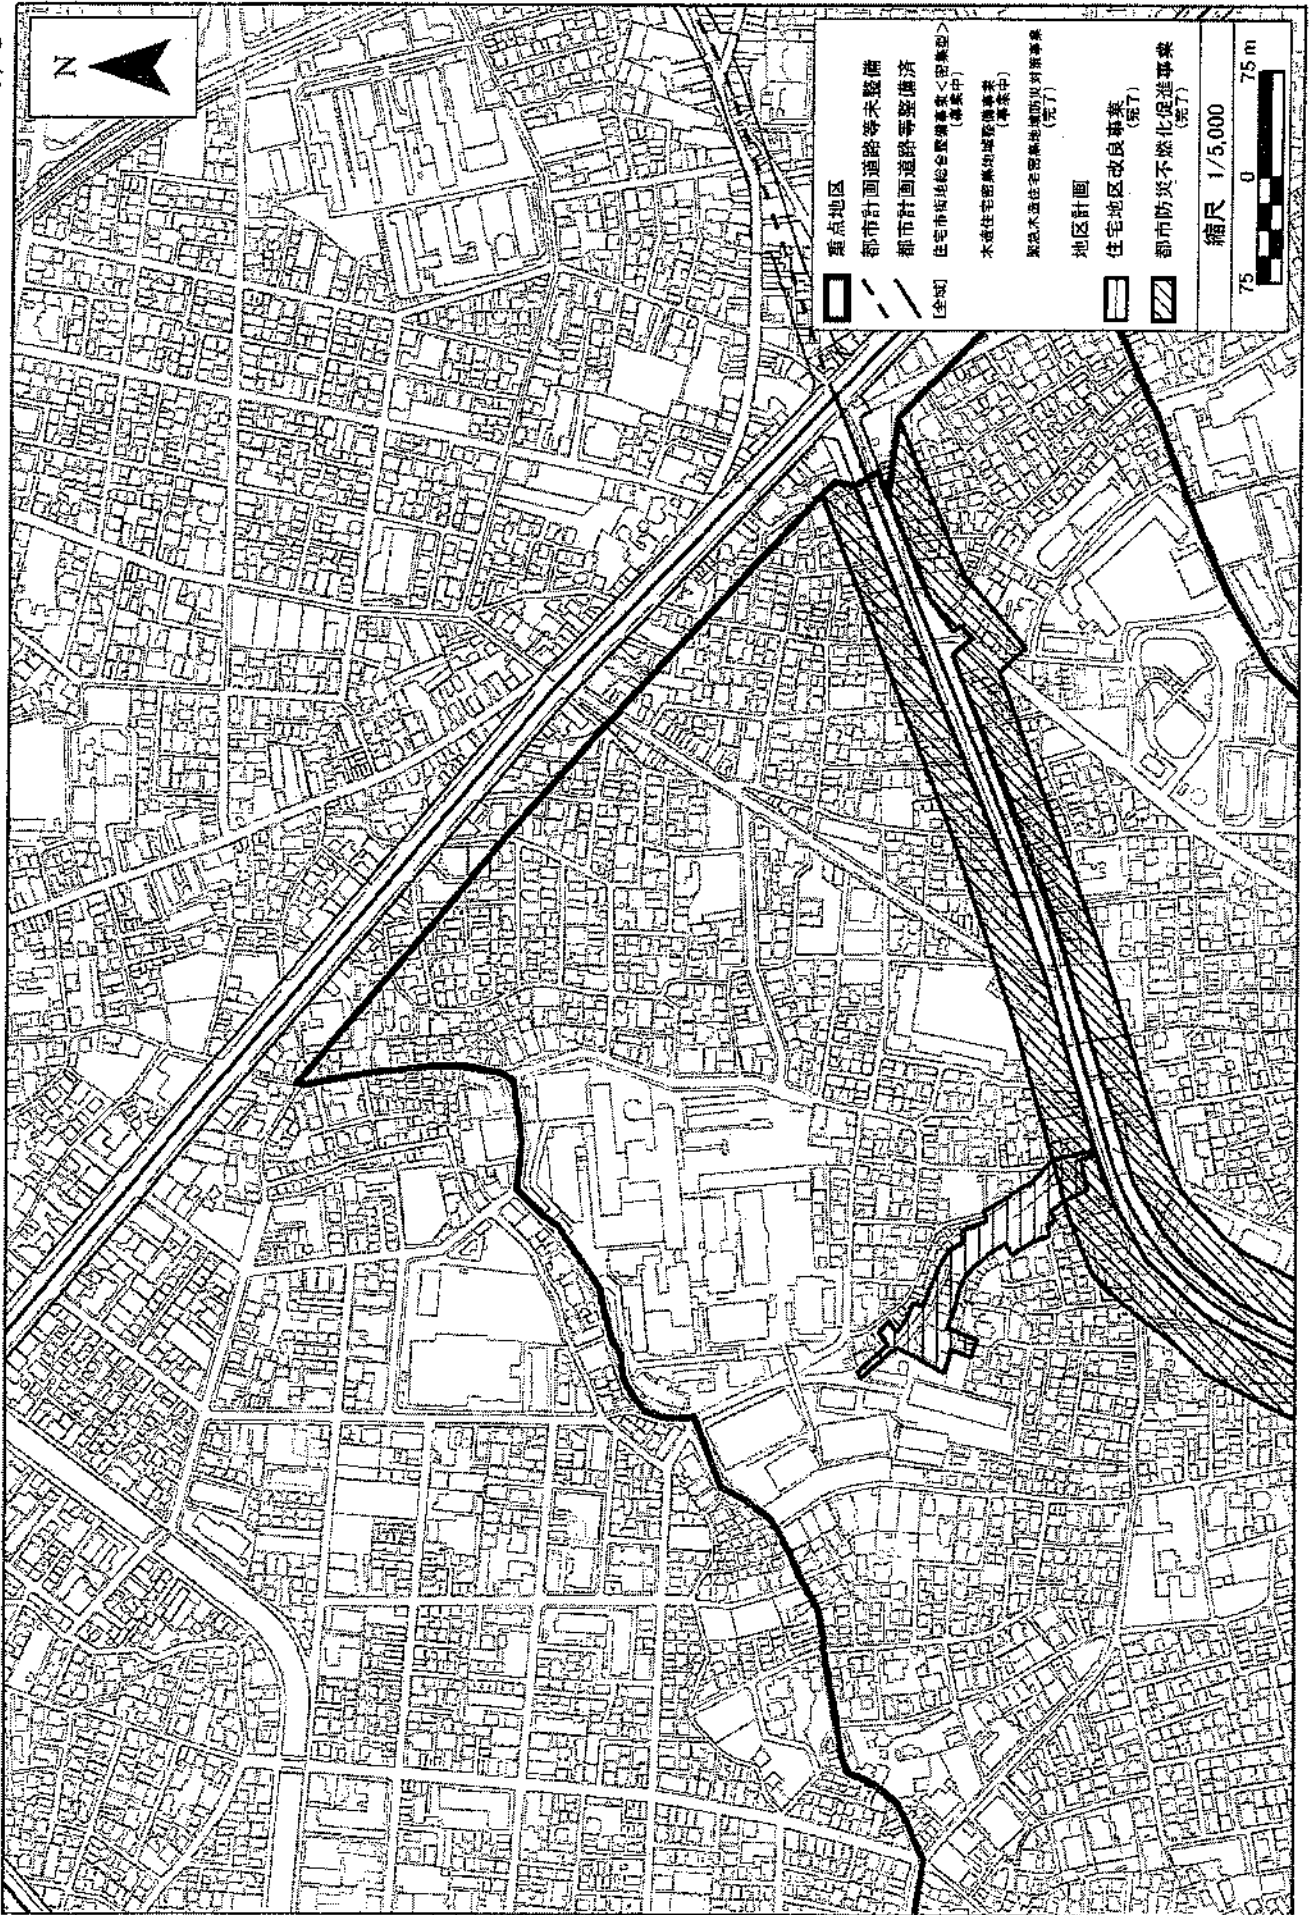 N
重点地区
都市計画道路等未整備
都市計画道路等整備済
[全域] 住宅市街地総合整備事業<密集型>
(事業中)
木造住宅密集地域整備事業
(事業中)
緊急木造住宅密集地域防災対策事業
(完了)
地区計画
住宅地区改良事業
(完了)
都市防災不燃化促進事業
(完了)
縮尺 1/5,000
75 0 75m